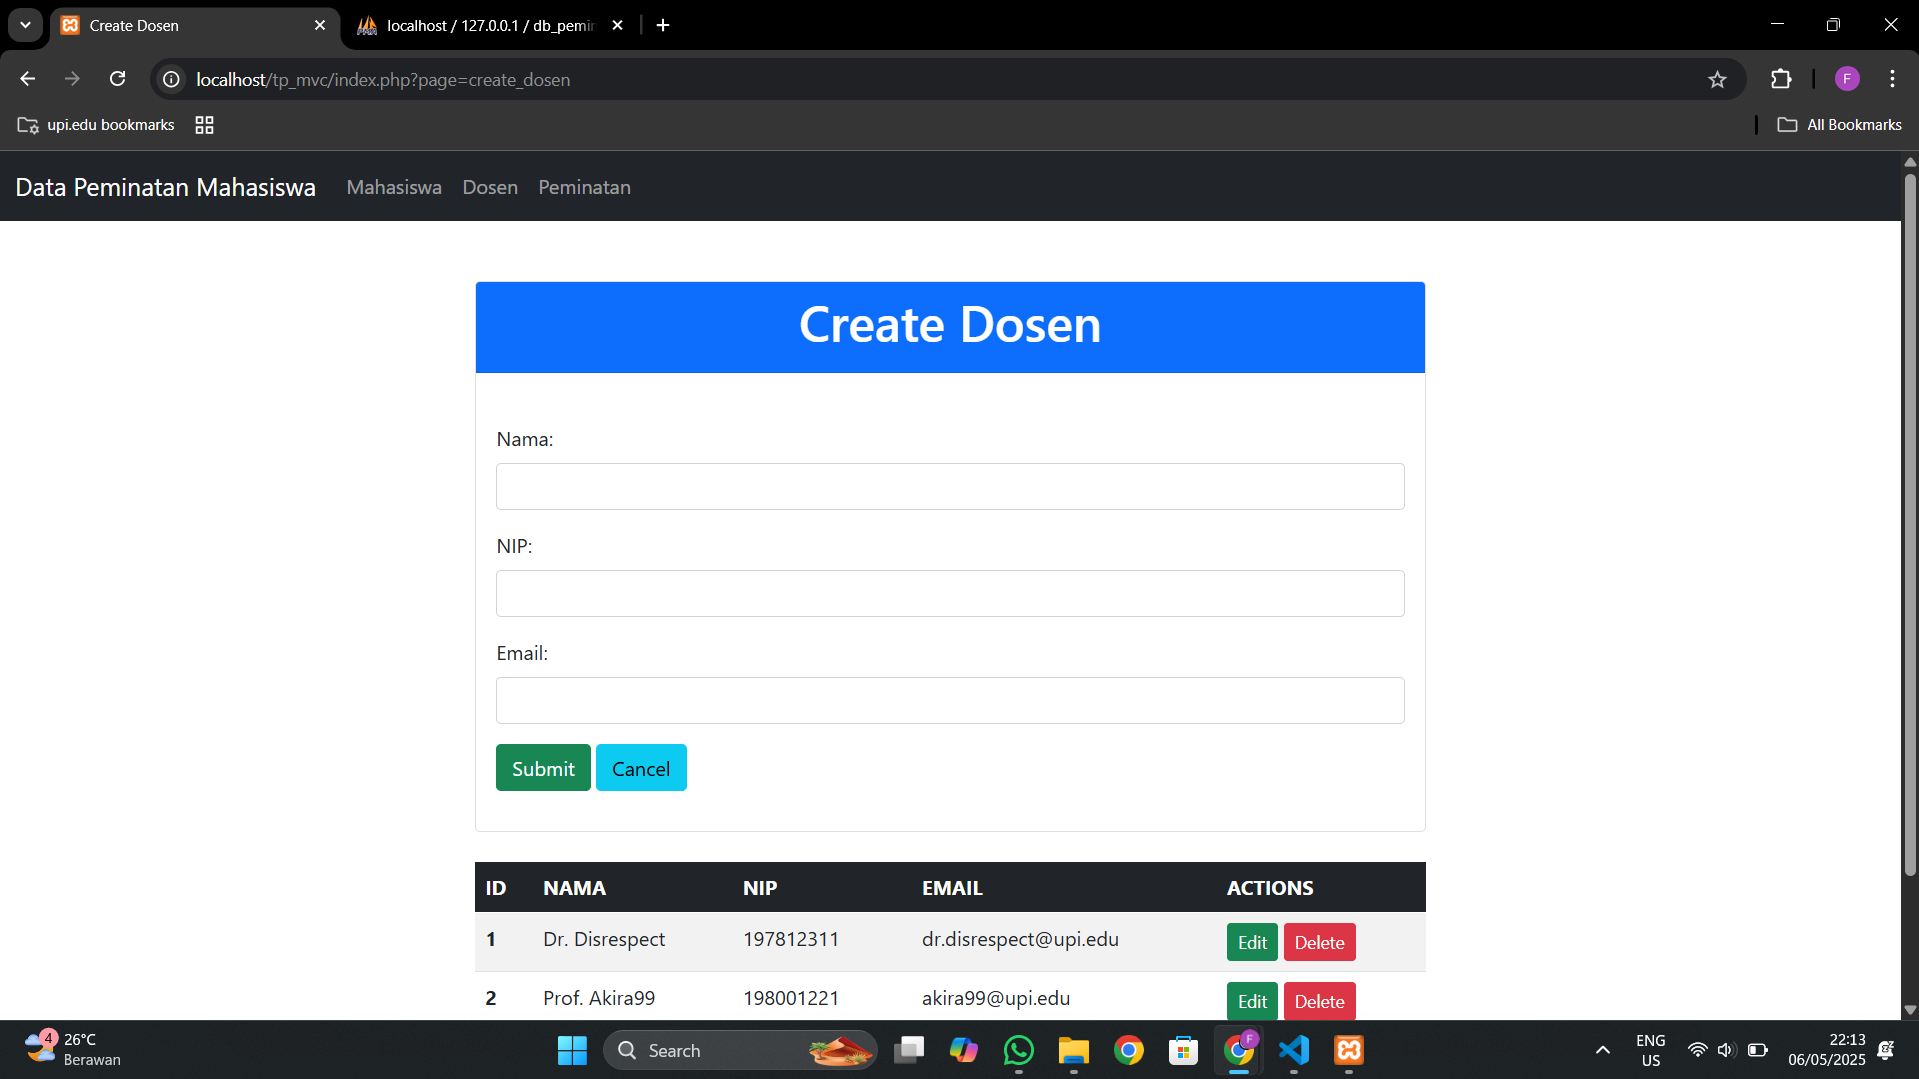 Create Dosen
localhost / 127.0.0.1 / db_pemin
localhost/tp_mvc/index.php?page=create_dosen
F
upi.edu bookmarks
All Bookmarks
Data Peminatan Mahasiswa Mahasiswa Dosen Peminatan
Create Dosen
Nama:
NIP:
Email:
Submit Cancel
ID NAMA NIP EMAIL ACTIONS
1 Dr. Disrespect 197812311 dr.disrespect@upi.edu Edit Delete
2 Prof. Akira99 198001221 akira99@upi.edu Edit Delete
4
26°C
Berawan
Search
F
ENG
US
22:13
06/05/2025